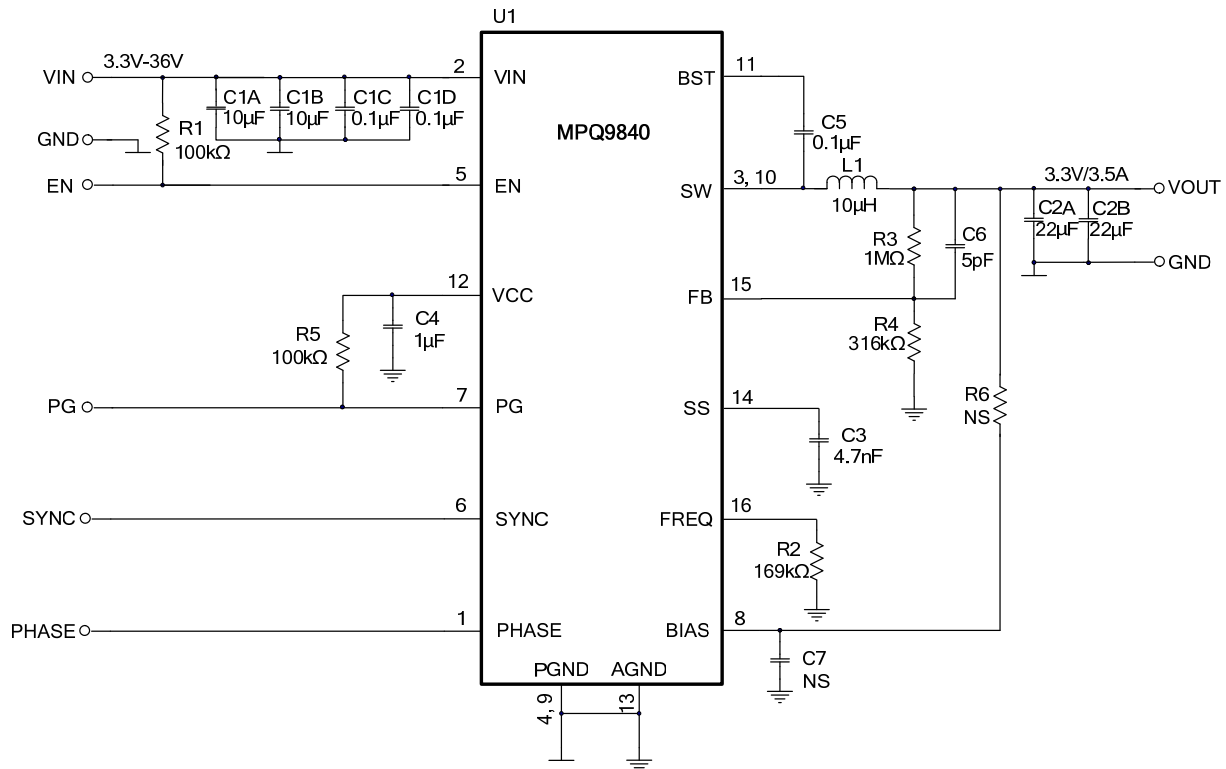 U1
MPQ9840
VIN
3.3V-36V
2
VIN
C1A
10µF
C1B
10µF
C1C
0.1µF
C1D
0.1µF
GND
R1
100kΩ
EN
5
EN
12
VCC
R5
100kΩ
C4
1µF
PG
7
PG
SYNC
6
SYNC
PHASE
1
PHASE
PGND
AGND
4, 9
13
BST
11
C5
0.1µF
SW
3, 10
L1
10µH
3.3V/3.5A
VOUT
C2A
22µF
C2B
22µF
GND
R3
1MΩ
C6
5pF
FB
15
R4
316kΩ
R6
NS
SS
14
C3
4.7nF
FREQ
16
R2
169kΩ
BIAS
8
C7
NS